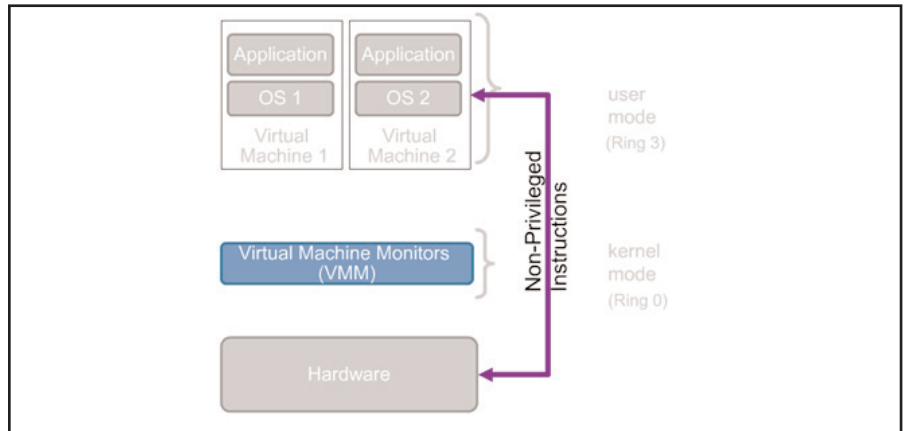 Application
Application
OS 1
OS 2
Virtual
Machine 1
Virtual
Machine 2
user
mode
(Ring 3)
Non-Privileged
Instructions
Virtual Machine Monitors
(VMM)
kernel
mode
(Ring 0)
Hardware